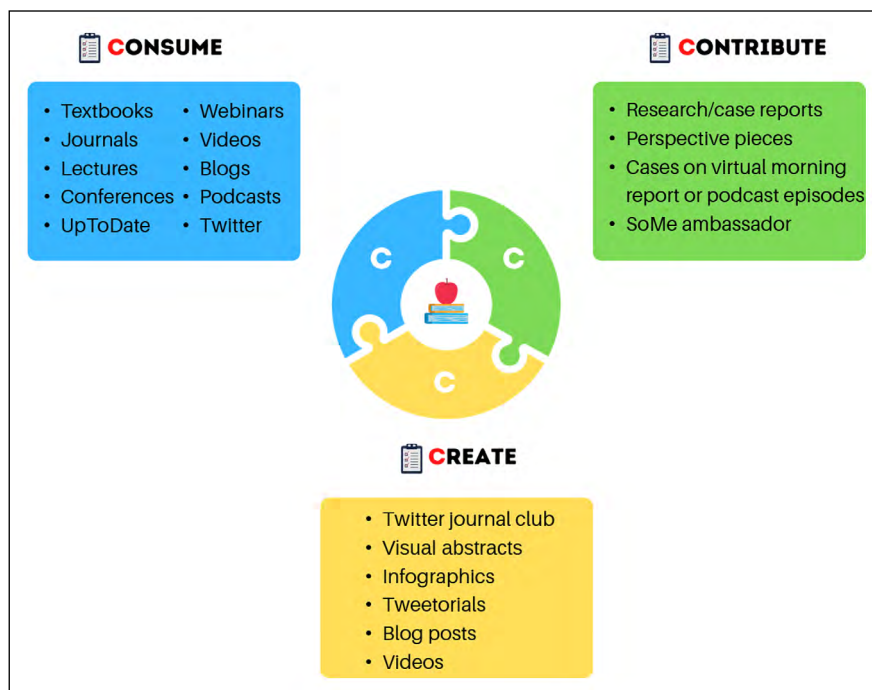 CONSUME
• Textbooks
• Journals
• Lectures
• Conferences
• UpToDate
• Webinars
• Videos
• Blogs
• Podcasts
• Twitter
CONTRIBUTE
• Research/case reports
• Perspective pieces
• Cases on virtual morning
report or podcast episodes
• SoMe ambassador
C
C
C
CREATE
• Twitter journal club
• Visual abstracts
• Infographics
• Tweetorials
• Blog posts
• Videos